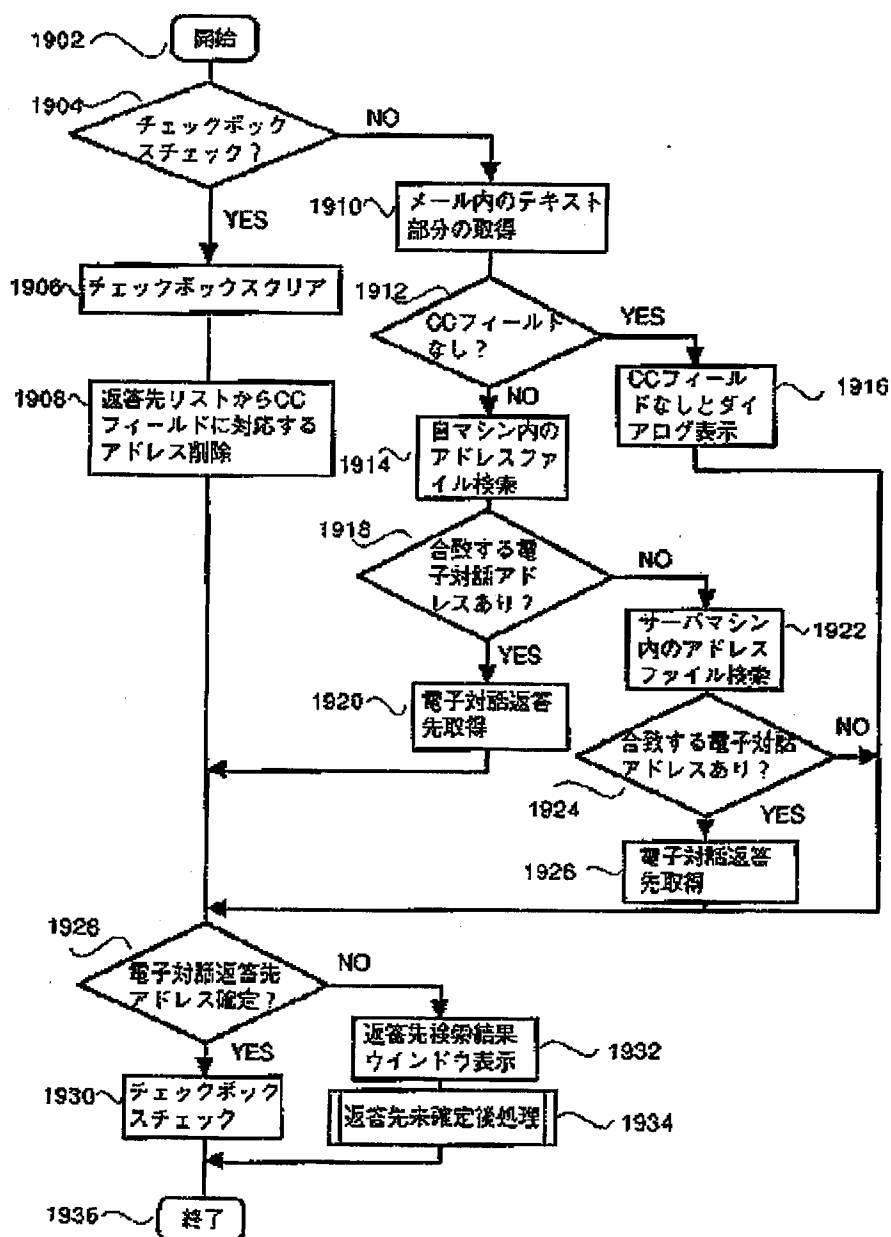 1902
開始
1904
チェックボック
スチェック？
NO
YES
1910
メール内のテキスト
部分の取得
1906
チェックボックスクリア
1912
CCフィールド
なし？
YES
NO
1908
返答先リストからCC
フィールドに対応する
アドレス削除
CCフィール
ドなしとダイ
アログ表示
1916
1914
自マシン内の
アドレスファ
イル検索
1918
合致する電
子対話アド
レスあり？
NO
YES
サーバマシン
内のアドレス
ファイル検索
1922
1920
電子対話返答
先取得
合致する電子対話
アドレスあり？
NO
1924
YES
1926
電子対話返答
先取得
1928
電子対話返答先
アドレス確定？
NO
YES
返答先検索結果
ウインドウ表示
1932
1930
チェックボック
スチェック
返答先未確定後処理
1934
1936
終了